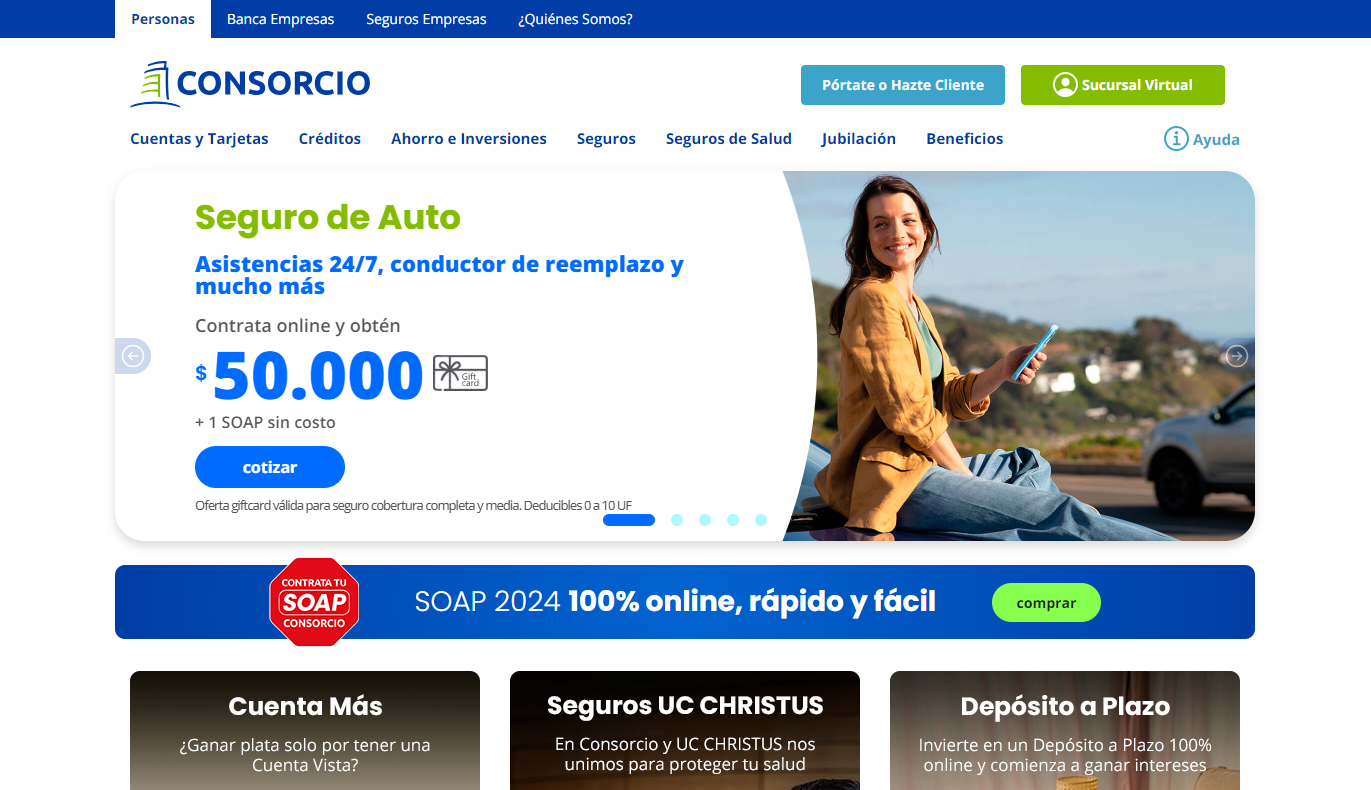 Personas
Banca Empresas
Seguros Empresas
¿Quiénes Somos?
CONSORCIO
Pórtate o Hazte Cliente
Sucursal Virtual
Cuentas y Tarjetas
Créditos
Ahorro e Inversiones
Seguros
Seguros de Salud
Jubilación
Beneficios
Ayuda
Seguro de Auto
Asistencias 24/7, conductor de reemplazo y
mucho más
Contrata online y obtén
$ 50.000
Gift
card
+ 1 SOAP sin costo
cotizar
Oferta giftcard válida para seguro cobertura completa y media. Deducibles 0 a 10 UF
CONTRATA TU
SOAP
CONSORCIO
SOAP 2024 100% online, rápido y fácil
comprar
Cuenta Más
¿Ganar plata solo por tener una
Cuenta Vista?
Seguros UC CHRISTUS
En Consorcio y UC CHRISTUS nos
unimos para proteger tu salud
Depósito a Plazo
Invierte en un Depósito a Plazo 100%
online y comienza a ganar intereses